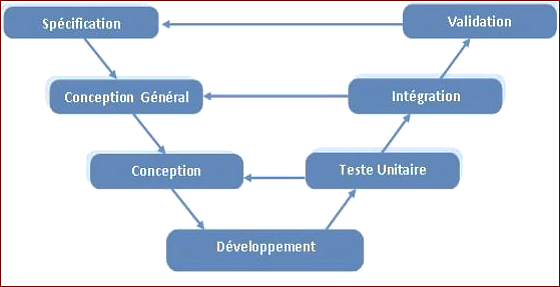 Spécification
Validation
Conception Général
Intégration
Conception
Teste Unitaire
Développement